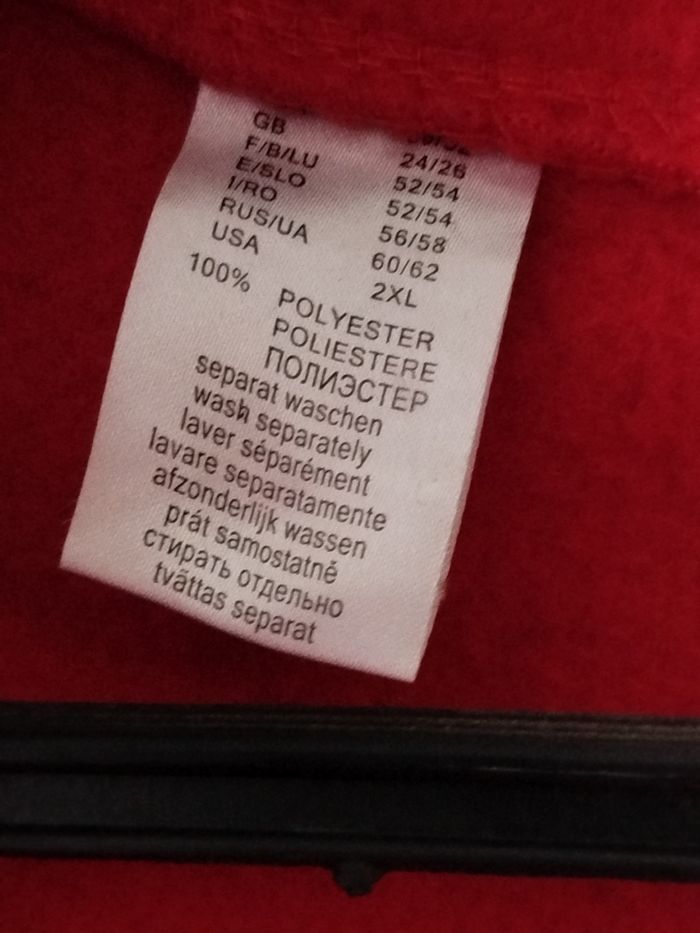 GB 24/26
F/B/LU 52/54
E/SLO 52/54
I/RO 56/58
RUS/UA 60/62
USA 2XL
100% POLYESTER
POLIESTERE
ПОЛИЭСТЕР
separat waschen
wash separately
laver séparément
lavare separatamente
afzonderlijk wassen
prát samostatně
стирать отдельно
tvättas separat